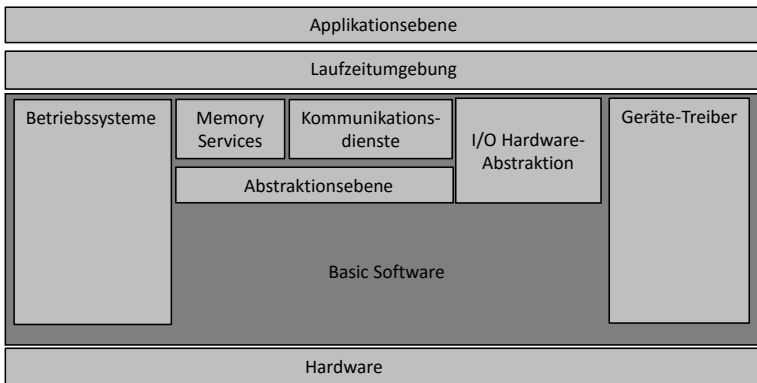 Applikationsebene
Laufzeitumgebung
Betriebssysteme
Memory
Services
Kommunikations-
dienste
I/O Hardware-
Abstraktion
Geräte-Treiber
Abstraktionsebene
Basic Software
Hardware